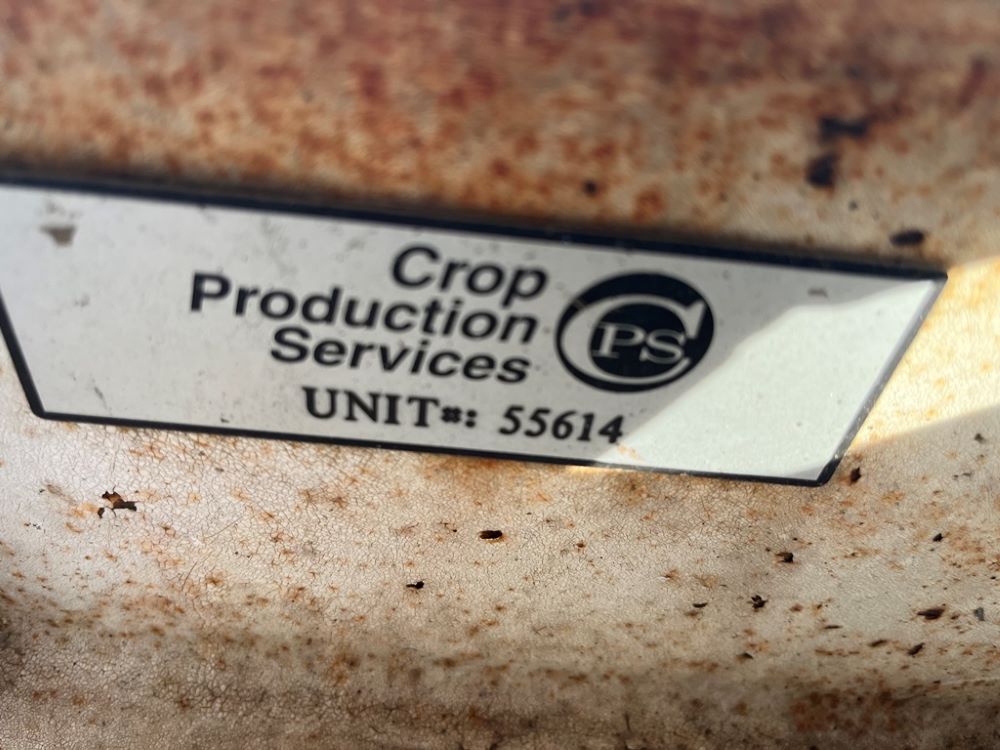 Crop
Production
Services
CPS
UNIT#: 55614